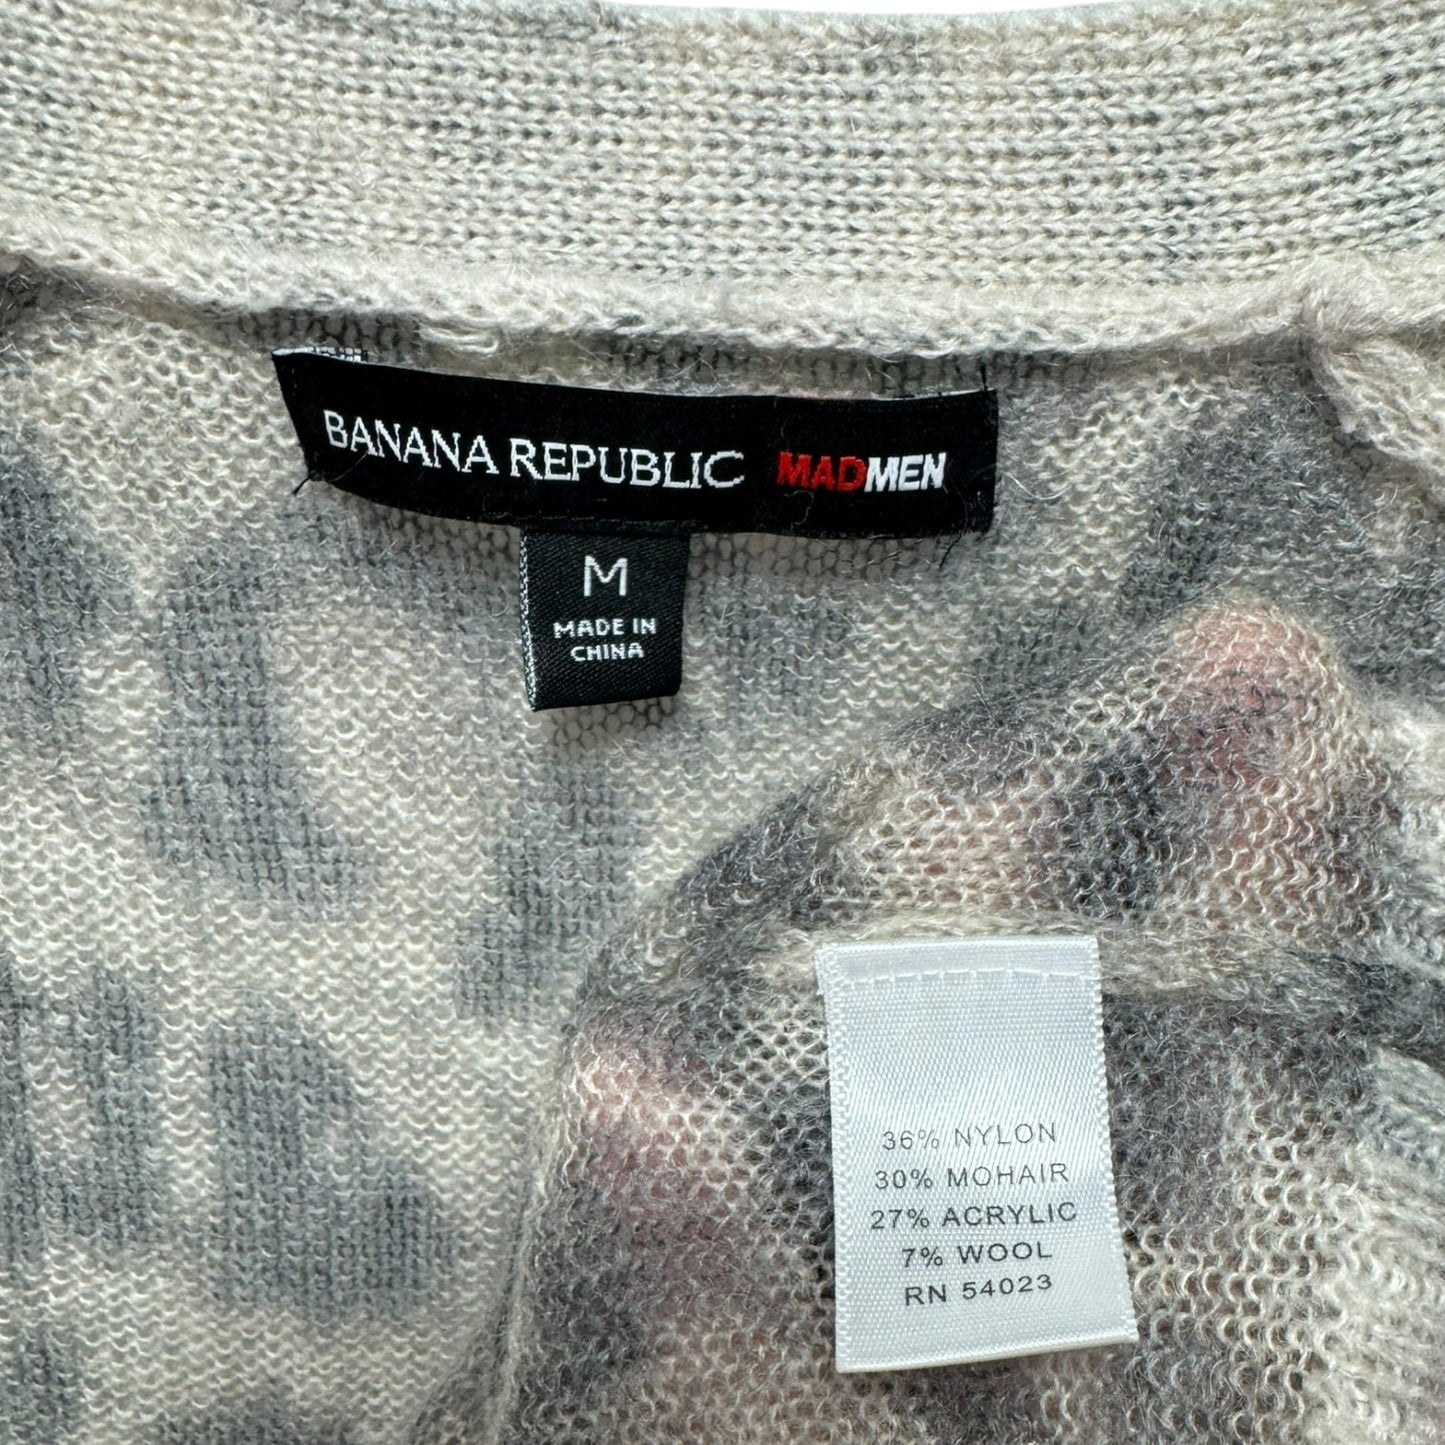 BANANA REPUBLIC MADMEN
M
MADE IN
CHINA
36% NYLON
30% MOHAIR
27% ACRYLIC
7% WOOL
RN 54023